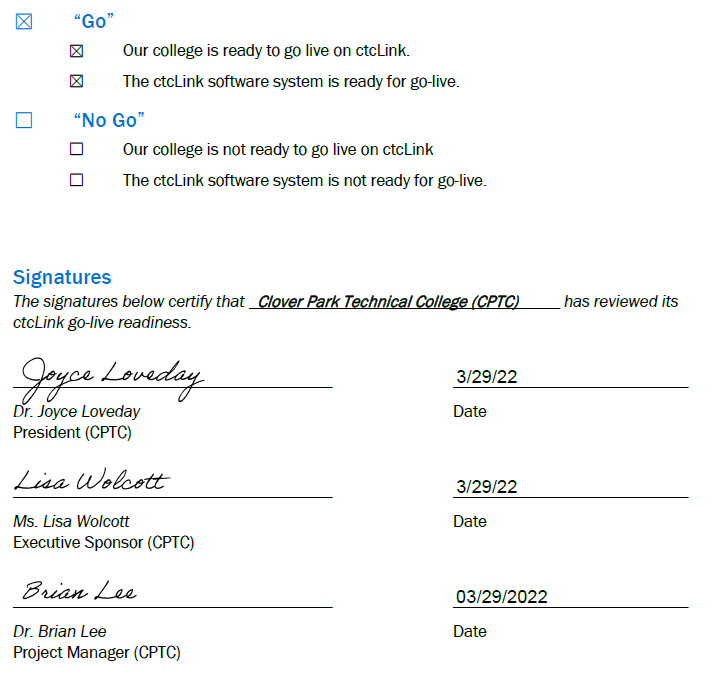 “Go”
Our college is ready to go live on ctcLink.
The ctcLink software system is ready for go-live.
“No Go”
Our college is not ready to go live on ctcLink
The ctcLink software system is not ready for go-live.
Signatures
The signatures below certify that Clover Park Technical College (CPTC) has reviewed its
ctcLink go-live readiness.
Joyce Loveday 3/29/22
Dr. Joyce Loveday Date
President (CPTC)
Lisa Wolcott 3/29/22
Ms. Lisa Wolcott Date
Executive Sponsor (CPTC)
Brian Lee 03/29/2022
Dr. Brian Lee Date
Project Manager (CPTC)